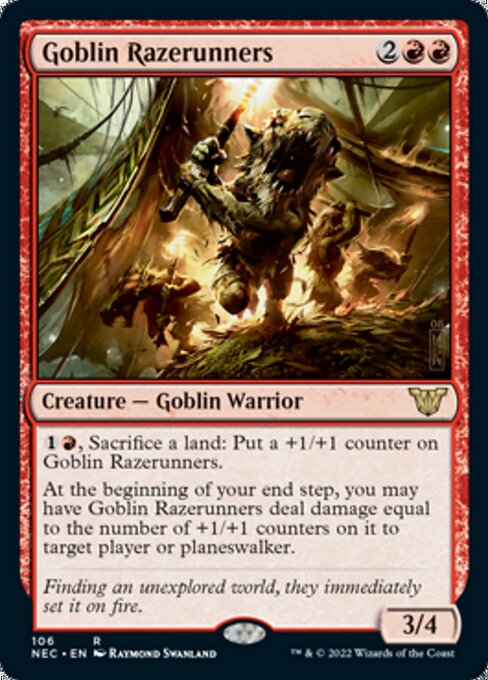 Goblin Razerunners 2
Creature — Goblin Warrior
1, Sacrifice a land: Put a +1/+1 counter on
Goblin Razerunners.
At the beginning of your end step, you may
have Goblin Razerunners deal damage equal
to the number of +1/+1 counters on it to
target player or planeswalker.
Finding an unexplored world, they immediately
set it on fire.
3/4
106 R
NEC • EN Raymond Swanland ™ & © 2022 Wizards of the Coast